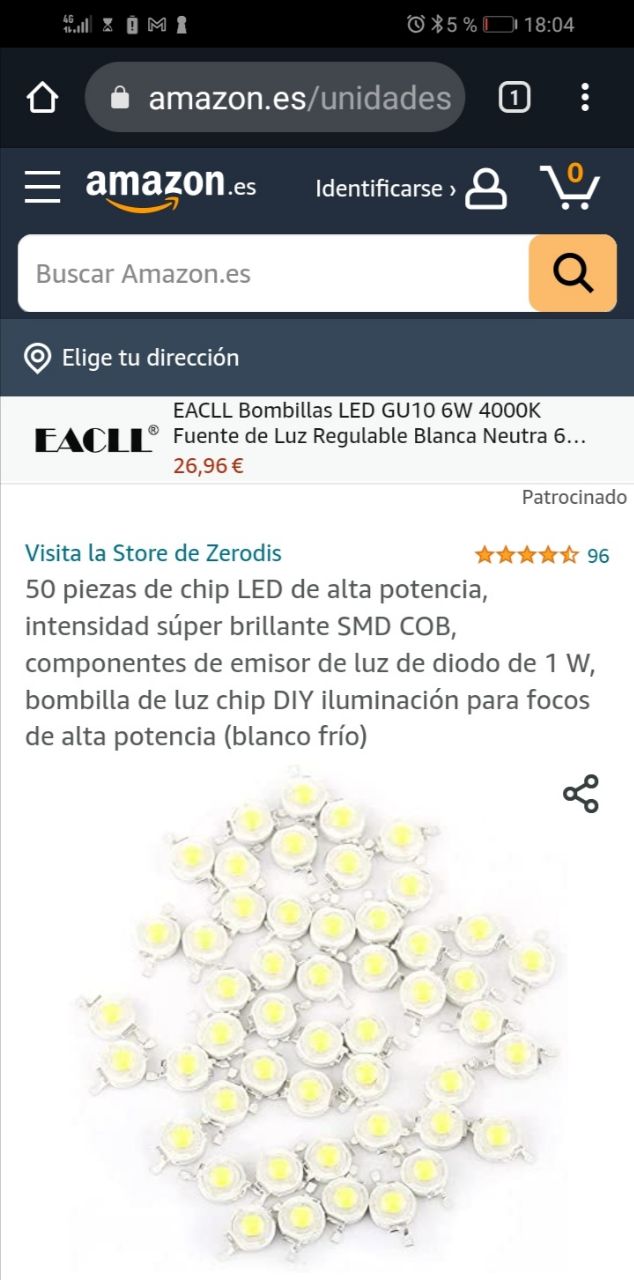 4G
5 % 18:04
amazon.es/unidades 1
amazon.es Identificarse › 0
Buscar Amazon.es
Elige tu dirección
EACLL®
EACLL Bombillas LED GU10 6W 4000K
Fuente de Luz Regulable Blanca Neutra 6...
26,96 €
Patrocinado
Visita la Store de Zerodis 96
50 piezas de chip LED de alta potencia,
intensidad súper brillante SMD COB,
componentes de emisor de luz de diodo de 1 W,
bombilla de luz chip DIY iluminación para focos
de alta potencia (blanco frío)